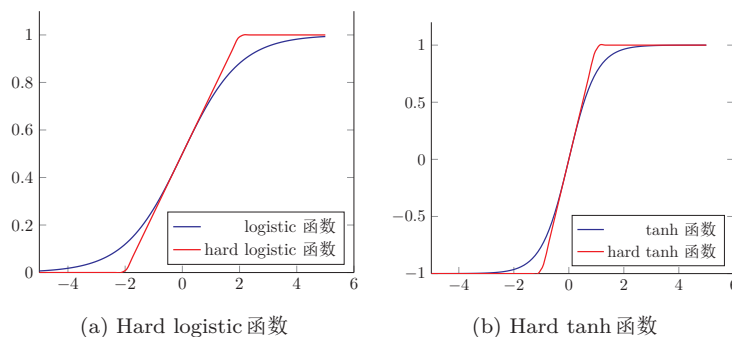 1
0.8
0.6
0.4
0.2
0
−4 −2 0 2 4 6
logistic 函数
hard logistic 函数
(a) Hard logistic 函数
1
0.5
0
−0.5
−1
−4 −2 0 2 4 6
tanh 函数
hard tanh 函数
(b) Hard tanh 函数